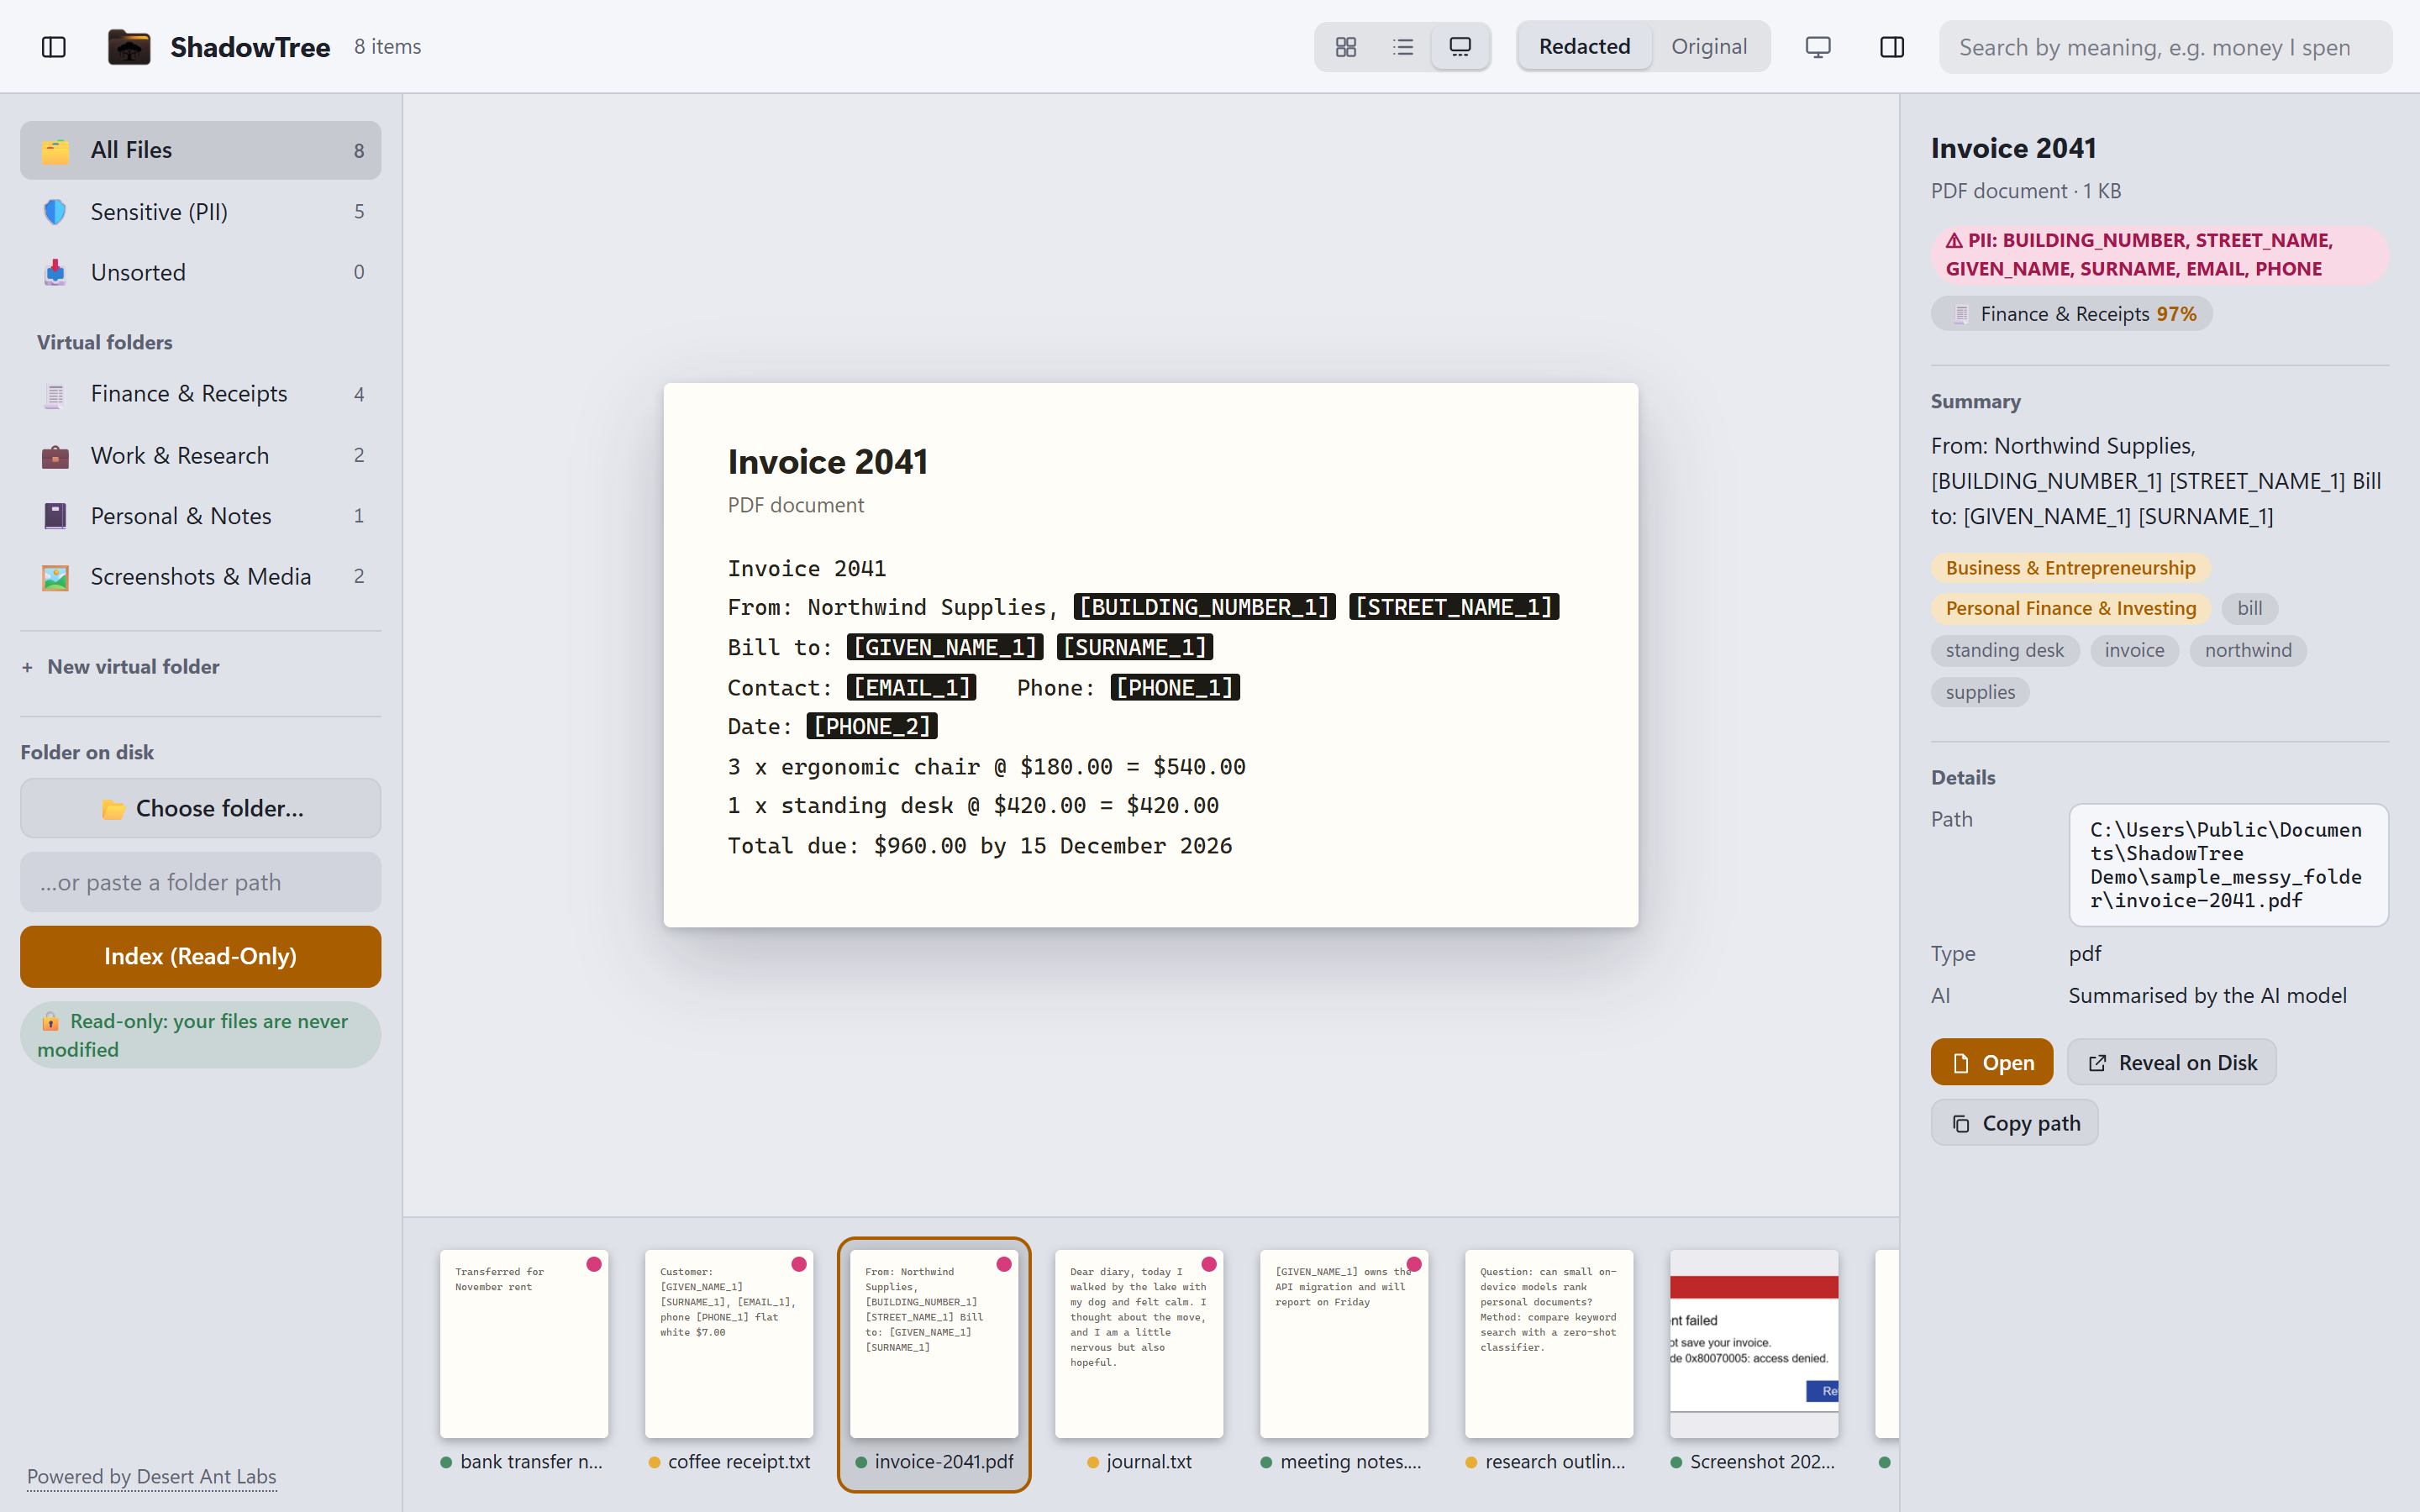 ShadowTree 8 items
Redacted Original
Search by meaning, e.g. money I spen
All Files 8
Sensitive (PII) 5
Unsorted 0
Virtual folders
Finance & Receipts 4
Work & Research 2
Personal & Notes 1
Screenshots & Media 2
+ New virtual folder
Folder on disk
Choose folder...
...or paste a folder path
Index (Read-Only)
Read-only: your files are never
modified
Powered by Desert Ant Labs
Invoice 2041
PDF document
Invoice 2041
From: Northwind Supplies, [BUILDING_NUMBER_1] [STREET_NAME_1]
Bill to: [GIVEN_NAME_1] [SURNAME_1]
Contact: [EMAIL_1] Phone: [PHONE_1]
Date: [PHONE_2]
3 x ergonomic chair @ $180.00 = $540.00
1 x standing desk @ $420.00 = $420.00
Total due: $960.00 by 15 December 2026
Transferred for
November rent
bank transfer n...
Customer:
[GIVEN_NAME_1]
[SURNAME_1], [EMAIL_1],
phone [PHONE_1] flat
white $7.00
coffee receipt.txt
From: Northwind
Supplies,
[BUILDING_NUMBER_1]
[STREET_NAME_1] Bill
to: [GIVEN_NAME_1]
[SURNAME_1]
invoice-2041.pdf
Dear diary, today I
walked by the lake with
my dog and felt calm. I
thought about the move,
and I am a little
nervous but also
hopeful.
journal.txt
[GIVEN_NAME_1] owns the
API migration and will
report on Friday
meeting notes....
Question: can small on-
device models rank
personal documents?
Method: compare keyword
search with a zero-shot
classifier.
research outlin...
nt failed
ot save your invoice.
de 0x80070005: access denied.
Re
Screenshot 202...
Invoice 2041
PDF document · 1 KB
⚠ PII: BUILDING_NUMBER, STREET_NAME,
GIVEN_NAME, SURNAME, EMAIL, PHONE
Finance & Receipts 97%
Summary
From: Northwind Supplies,
[BUILDING_NUMBER_1] [STREET_NAME_1] Bill
to: [GIVEN_NAME_1] [SURNAME_1]
Business & Entrepreneurship
Personal Finance & Investing bill
standing desk invoice northwind
supplies
Details
Path
C:\Users\Public\Documen
ts\ShadowTree
Demo\sample_messy_folde
r\invoice-2041.pdf
Type pdf
AI Summarised by the AI model
Open Reveal on Disk
Copy path